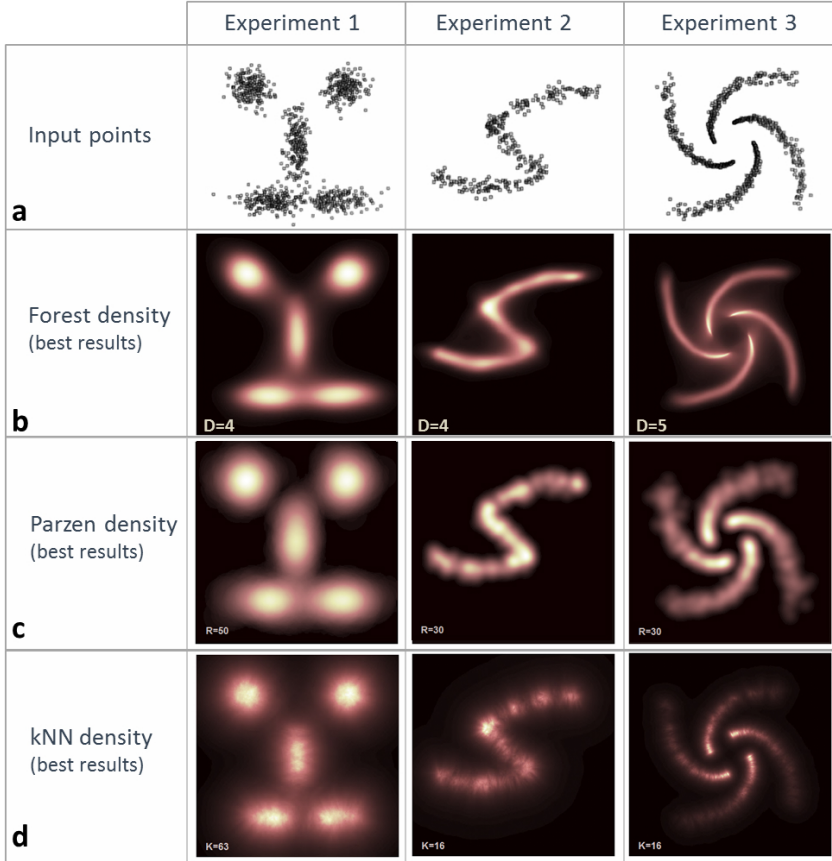 Experiment 1
Experiment 2
Experiment 3
Input points
a
Forest density
(best results)
b
D=4
D=4
D=5
Parzen density
(best results)
c
R=50
R=30
R=30
kNN density
(best results)
d
K=63
K=16
K=16